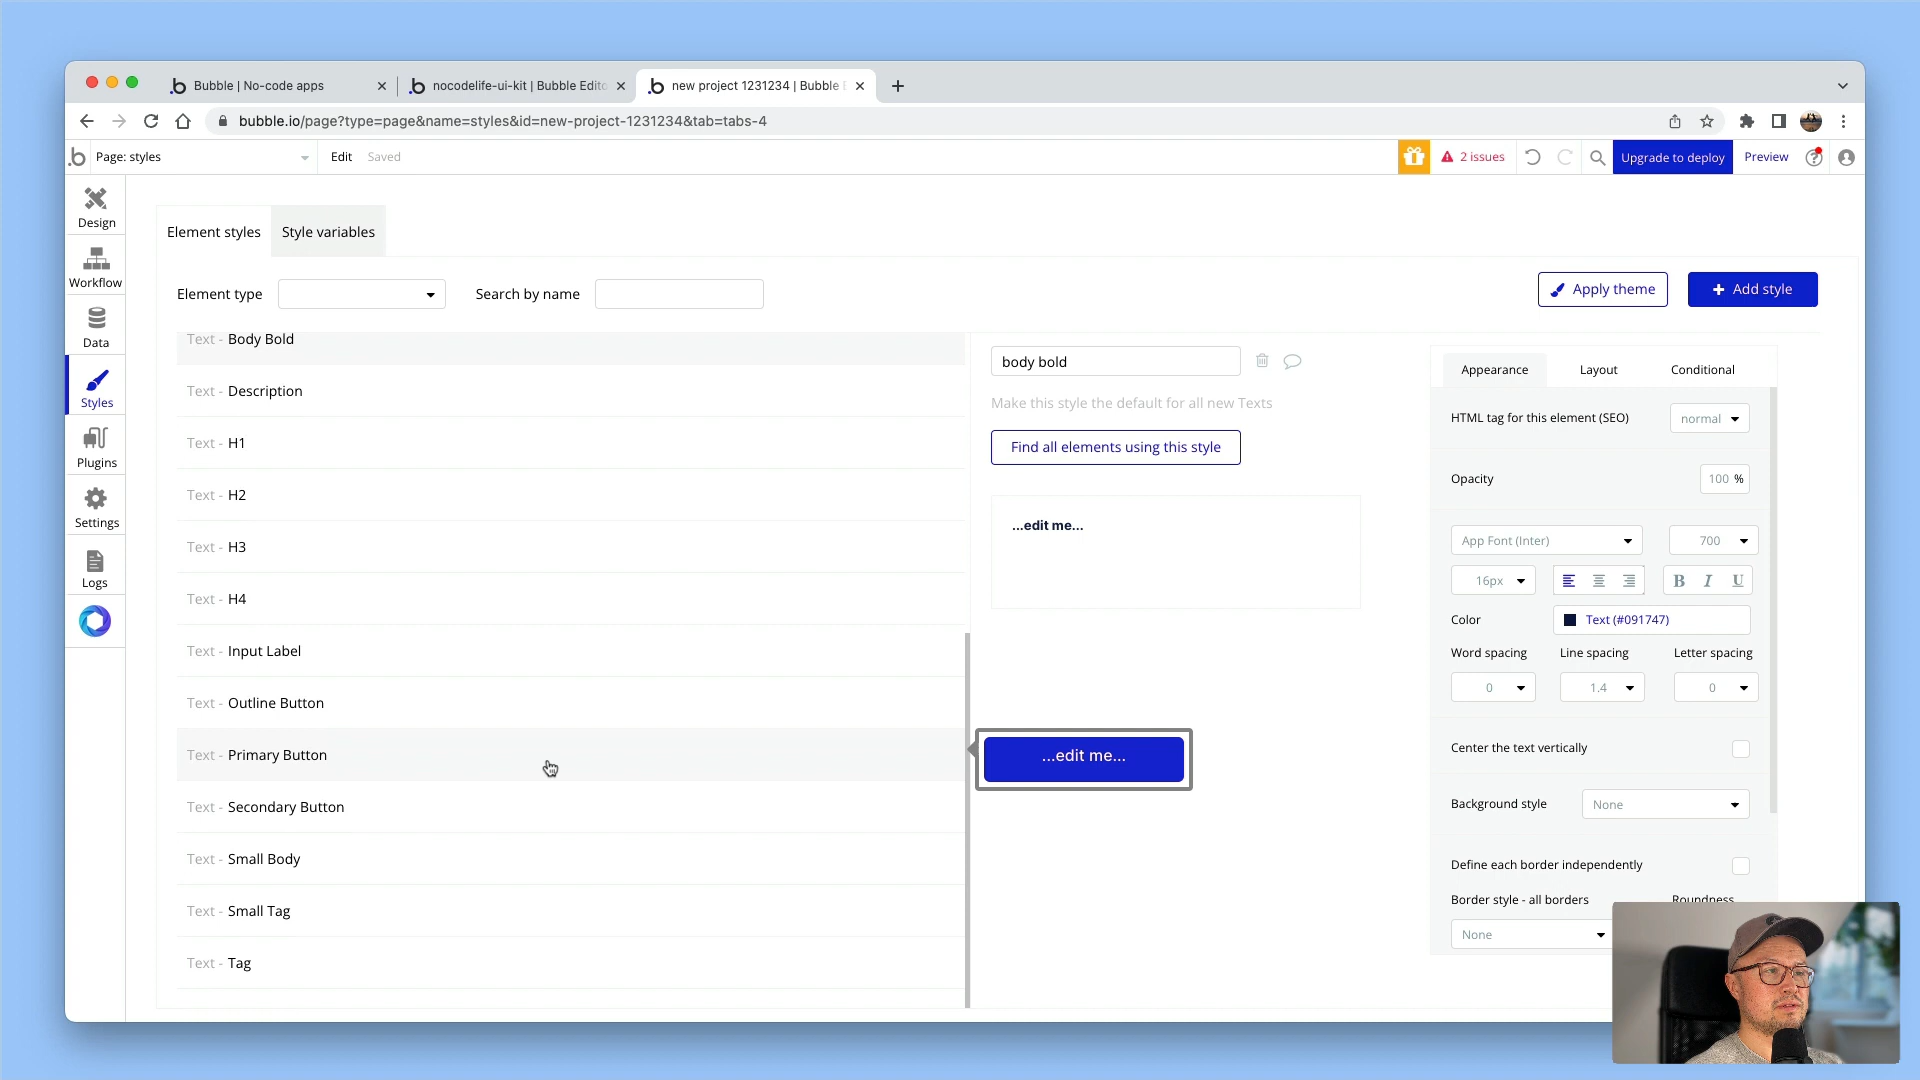 Bubble | No-code apps
nocodelife-ui-kit | Bubble Edito
new project 1231234 | Bubble E
bubble.io/page?type=page&name=styles&id=new-project-1231234&tab=tabs-4
Page: styles
Edit
Saved
2 issues
Upgrade to deploy
Preview
Design
Workflow
Data
Styles
Plugins
Settings
Logs
Element styles
Style variables
Element type
Search by name
Apply theme
+ Add style
Text - Body Bold
Text - Description
Text - H1
Text - H2
Text - H3
Text - H4
Text - Input Label
Text - Outline Button
Text - Primary Button
Text - Secondary Button
Text - Small Body
Text - Small Tag
Text - Tag
body bold
Make this style the default for all new Texts
Find all elements using this style
...edit me...
...edit me...
Appearance
Layout
Conditional
HTML tag for this element (SEO)
normal
Opacity
100 %
App Font (Inter)
700
16px
B I U
Color
Text (#091747)
Word spacing
Line spacing
Letter spacing
0
1.4
0
Center the text vertically
Background style
None
Define each border independently
Border style - all borders
Roundness
None